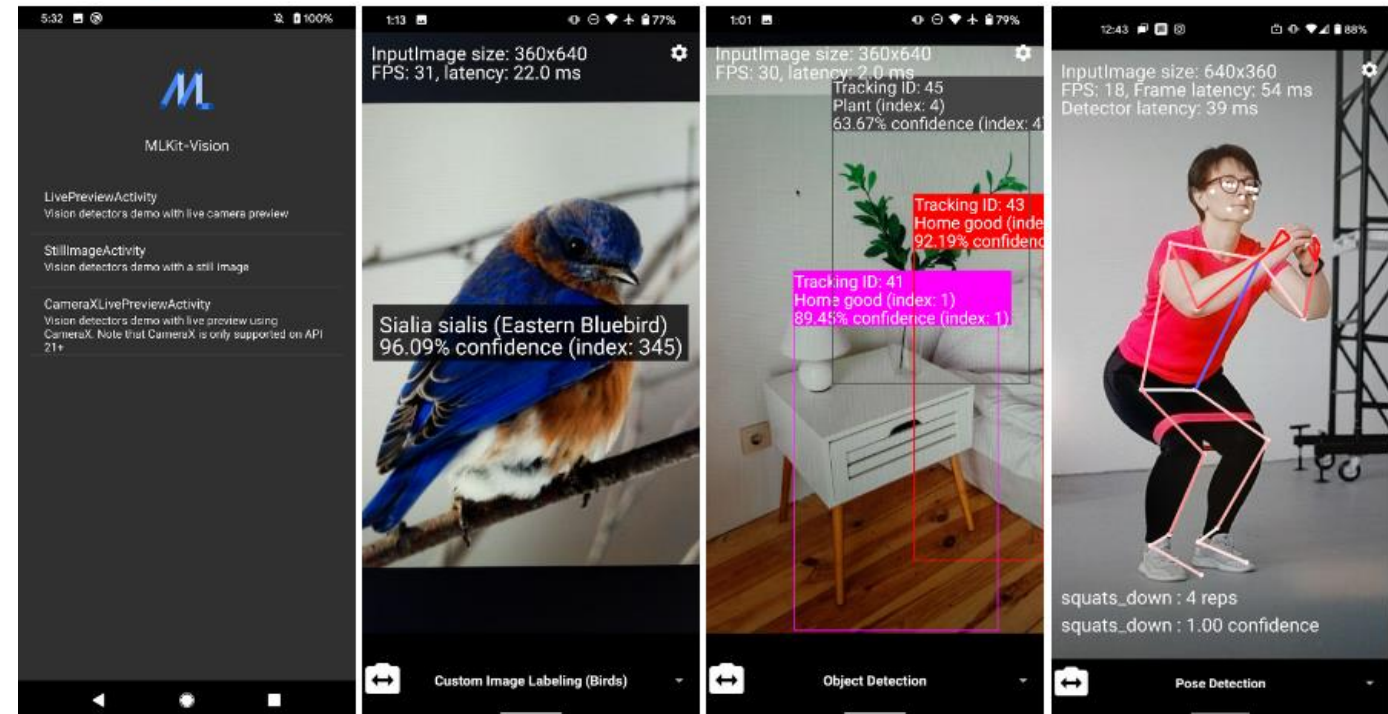 5:32
100%
MLKit-Vision
LivePreviewActivity
Vision detectors demo with live camera preview
StillImageActivity
Vision detectors demo with a still image
CameraXLivePreviewActivity
Vision detectors demo with live preview using
CameraX. Note that CameraX is only supported on API
21+
1:13
77%
InputImage size: 360x640
FPS: 31, latency: 22.0 ms
Sialia sialis (Eastern Bluebird)
96.09% confidence (index: 345)
Custom Image Labeling (Birds)
1:01
79%
InputImage size: 360x640
FPS: 30, latency: 2.0 ms
Tracking ID: 45
Plant (index: 4)
63.67% confidence (index: 4
Tracking ID: 43
Home good (inde
92.19% confidenc
Tracking ID: 41
Home good (index: 1)
89.45% confidence (index: 1)
Object Detection
12:43
88%
InputImage size: 640x360
FPS: 18, Frame latency: 54 ms
Detector latency: 39 ms
squats_down : 4 reps
squats_down : 1.00 confidence
Pose Detection